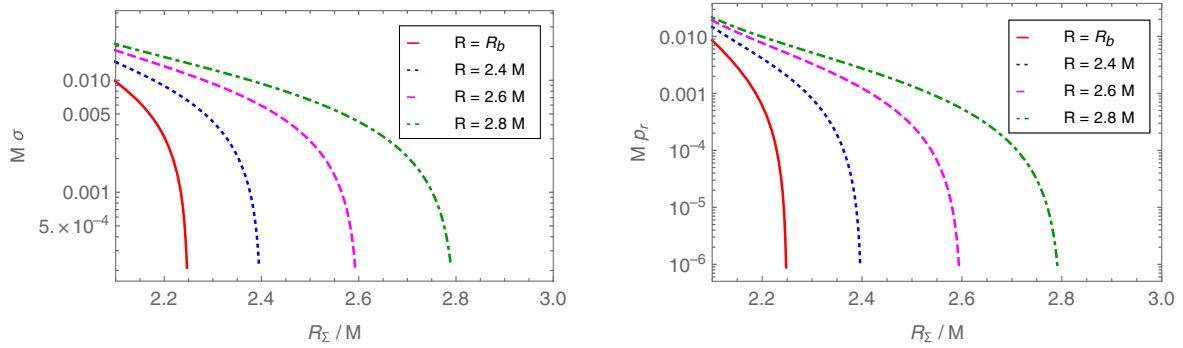 M σ
0.010
0.005
0.001
5.×10⁻⁴
2.2 2.4 2.6 2.8 3.0
R_Σ / M
R = R_b
R = 2.4 M
R = 2.6 M
R = 2.8 M
M p_r
0.010
0.001
10⁻⁴
10⁻⁵
10⁻⁶
2.2 2.4 2.6 2.8 3.0
R_Σ / M
R = R_b
R = 2.4 M
R = 2.6 M
R = 2.8 M